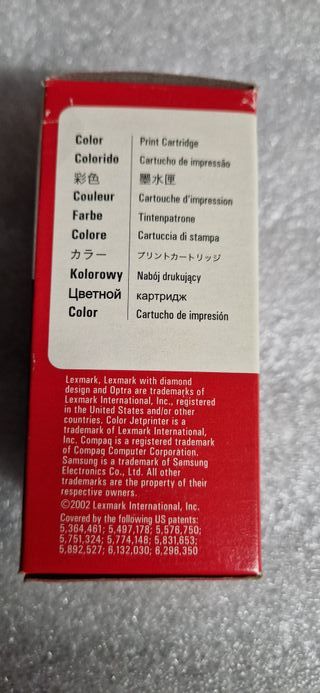 Color Print Cartridge
Colorido Cartucho de impressão
彩色 墨水匣
Couleur Cartouche d'impression
Farbe Tintenpatrone
Colore Cartuccia di stampa
カラー プリントカートリッジ
Kolorowy Nabój drukujący
Цветной картридж
Color Cartucho de impresión
Lexmark, Lexmark with diamond
design and Optra are trademarks of
Lexmark International, Inc., registered
in the United States and/or other
countries. Color Jetprinter is a
trademark of Lexmark International,
Inc. Compaq is a registered trademark
of Compaq Computer Corporation.
Samsung is a trademark of Samsung
Electronics Co., Ltd. All other
trademarks are the property of their
respective owners.
©2002 Lexmark International, Inc.
Covered by the following US patents:
5,364,461; 5,497,178; 5,576,750;
5,751,324; 5,774,148; 5,831,653;
5,892,527; 6,132,030; 6,296,350